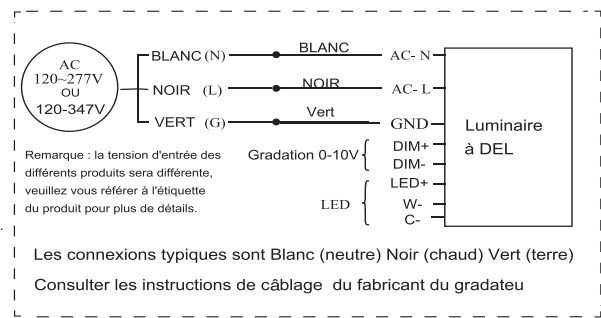 AC
120~277V
OU
120-347V
BLANC (N) BLANC AC- N
NOIR (L) NOIR AC- L
VERT (G) Vert GND
Luminaire
à DEL
Gradation 0-10V
DIM+
DIM-
LED
LED+
W-
C-
Remarque : la tension d'entrée des
différents produits sera différente,
veuillez vous référer à l'étiquette
du produit pour plus de détails.
Les connexions typiques sont Blanc (neutre) Noir (chaud) Vert (terre)
Consulter les instructions de câblage du fabricant du gradateu